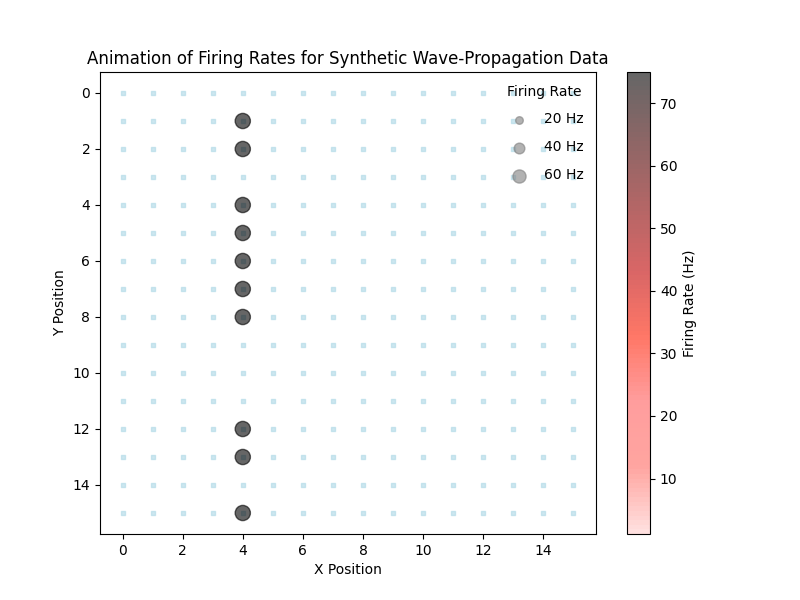 Animation of Firing Rates for Synthetic Wave-Propagation Data
Firing Rate
20 Hz
40 Hz
60 Hz
0
2
4
6
8
10
12
14
Y Position
0
2
4
6
8
10
12
14
X Position
70
60
50
40
30
20
10
Firing Rate (Hz)